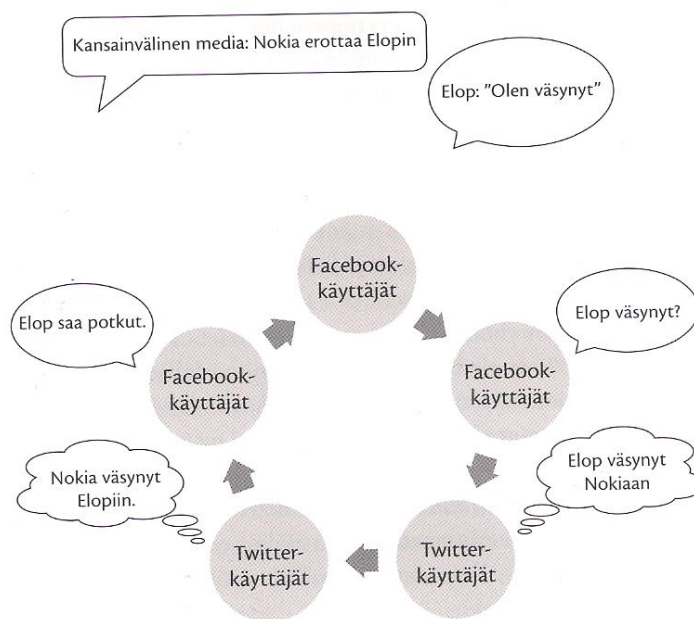 Kansainvälinen media: Nokia erottaa Elopin
Elop: ”Olen väsynyt”
Facebook-
käyttäjät
Elop saa potkut.
Elop väsynyt?
Facebook-
käyttäjät
Facebook-
käyttäjät
Nokia väsynyt
Elopiin.
Elop väsynyt
Nokiaan
Twitter-
käyttäjät
Twitter-
käyttäjät